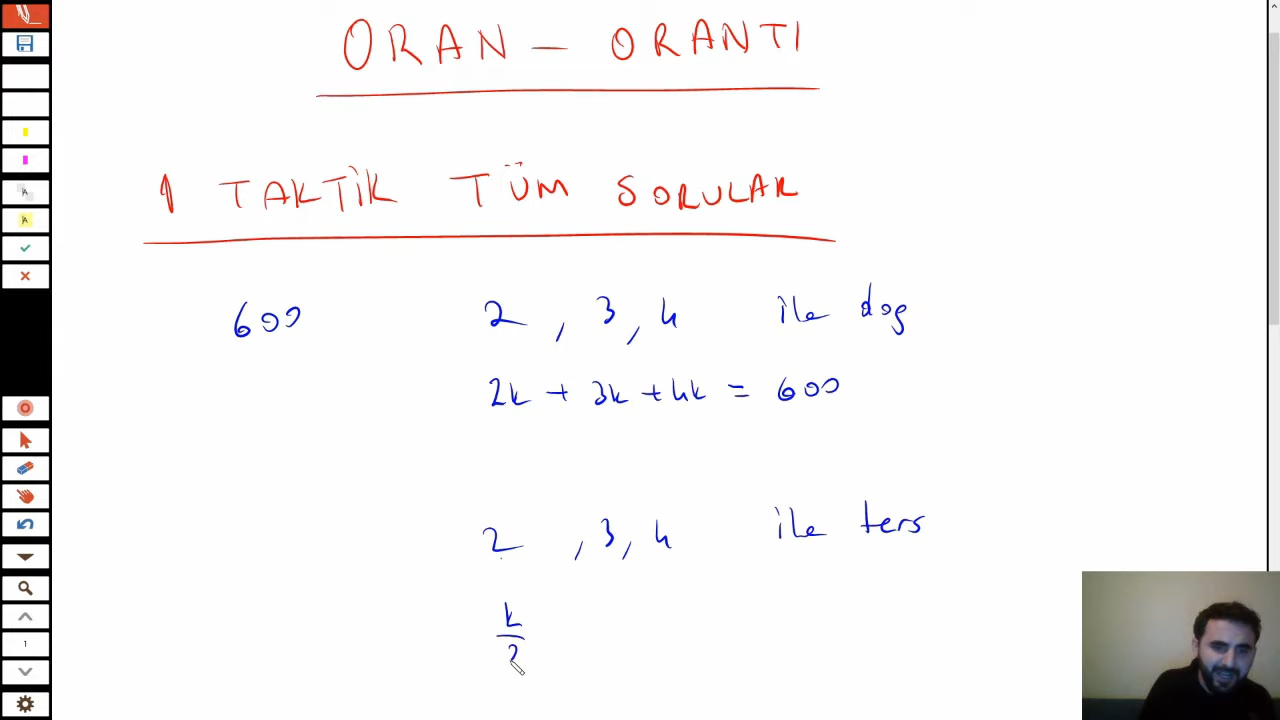 ORAN - ORANTI
1 TAKTİK TÜM SORULAR
600 2 , 3 , 4 ile doğ
2k + 3k + 4k = 600
2 , 3 , 4 ile ters
k
2
1